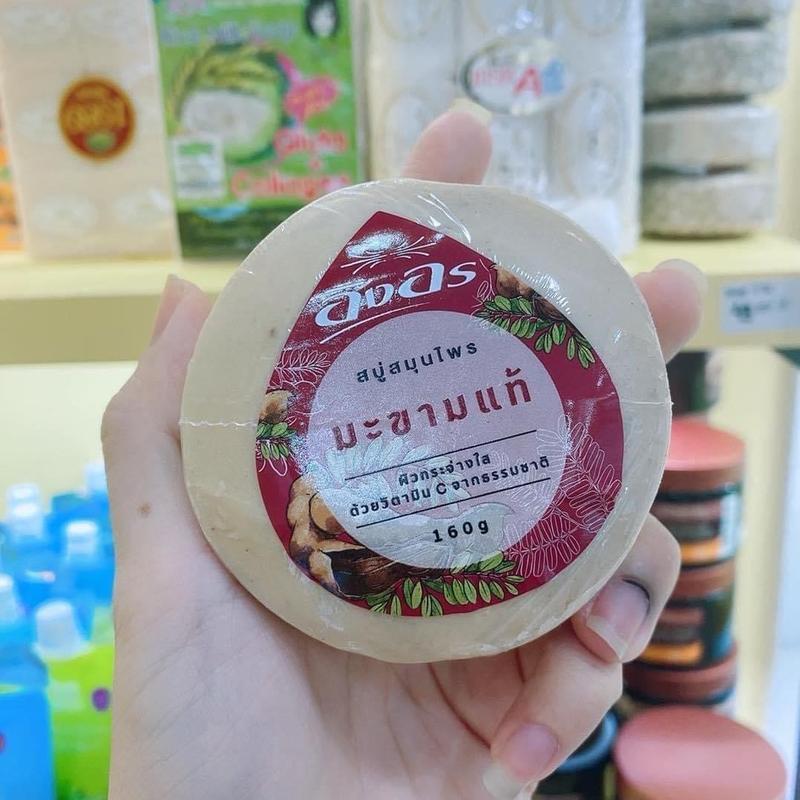 อิงอร
สบู่สมุนไพร
มะขามแท้
ผิวกระจ่างใส
ด้วยวิตามิน C จากธรรมชาติ
160g
Collagen